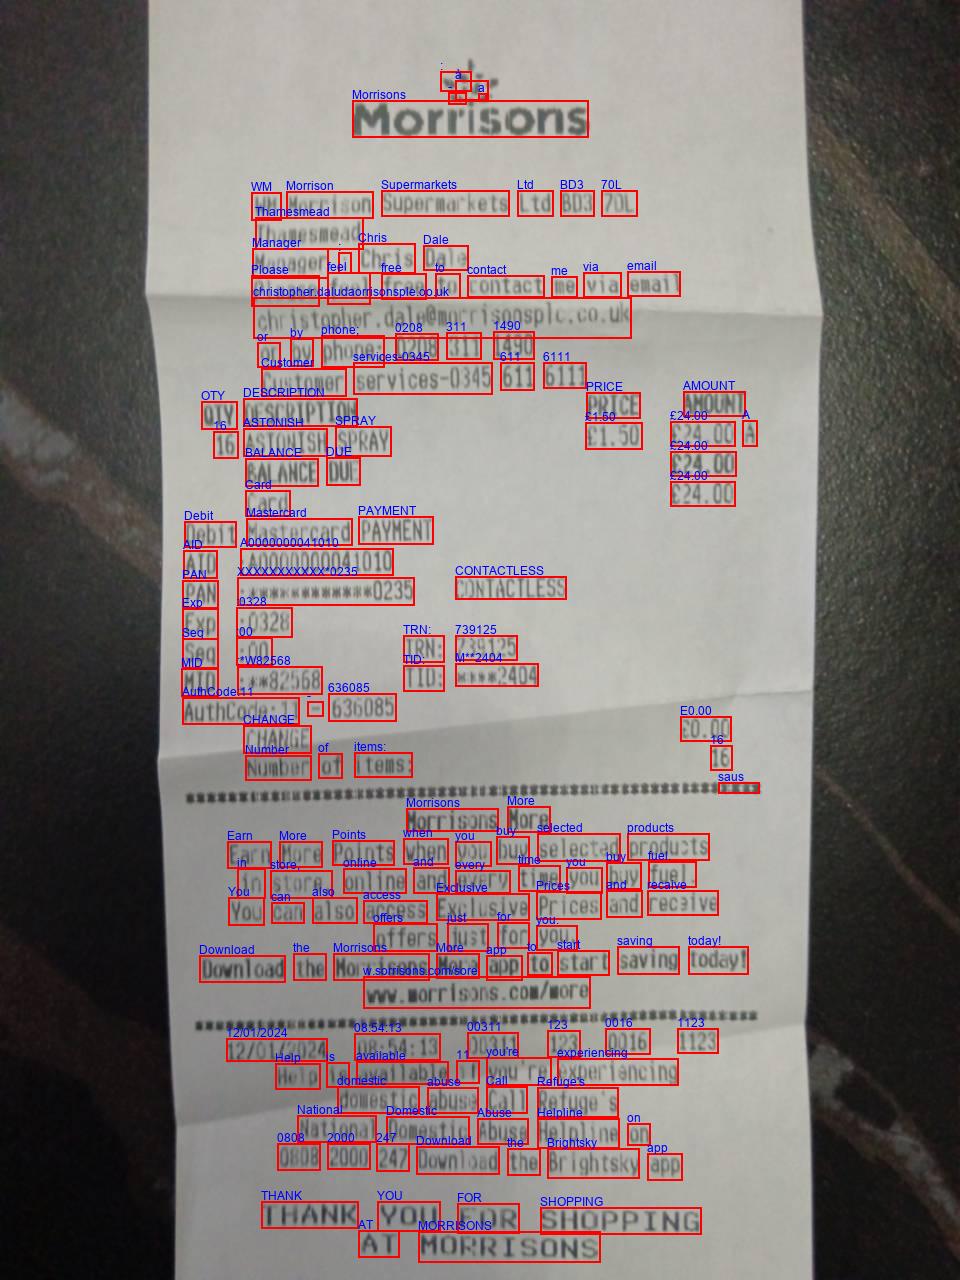 Morrisons
WM Morrison Supermarkets Ltd BD3 7DL
Thamesmead
Manager : Chris Dale
Please feel free to contact me via email
christopher.dale@morrisonsplc.co.uk
or by phone: 0208 311 1490
Customer services-0345 611 6111
QTY DESCRIPTION PRICE AMOUNT
16 ASTONISH SPRAY £1.50 £24.00 A
BALANCE DUE £24.00
Card £24.00
Debit Mastercard PAYMENT
AID :A0000000041010
PAN :************0235 CONTACTLESS
Exp :0328
Seq :00 TRN: 739125
MID :**82568 TID: ****2404
AuthCode:11 - 636085
CHANGE £0.00
Number of items: 16
Morrisons More
Earn More Points when you buy selected products
in store, online and every time you buy fuel.
You can also access Exclusive Prices and receive
offers just for you.
Download the Morrisons More app to start saving today!
www.morrisons.com/more
12/01/2024 08:54:13 00311 123 0016 1123
Help is available if you're experiencing
domestic abuse Call Refuge's
National Domestic Abuse Helpline on
0808 2000 247 Download the Brightsky app
THANK YOU FOR SHOPPING
AT MORRISONS